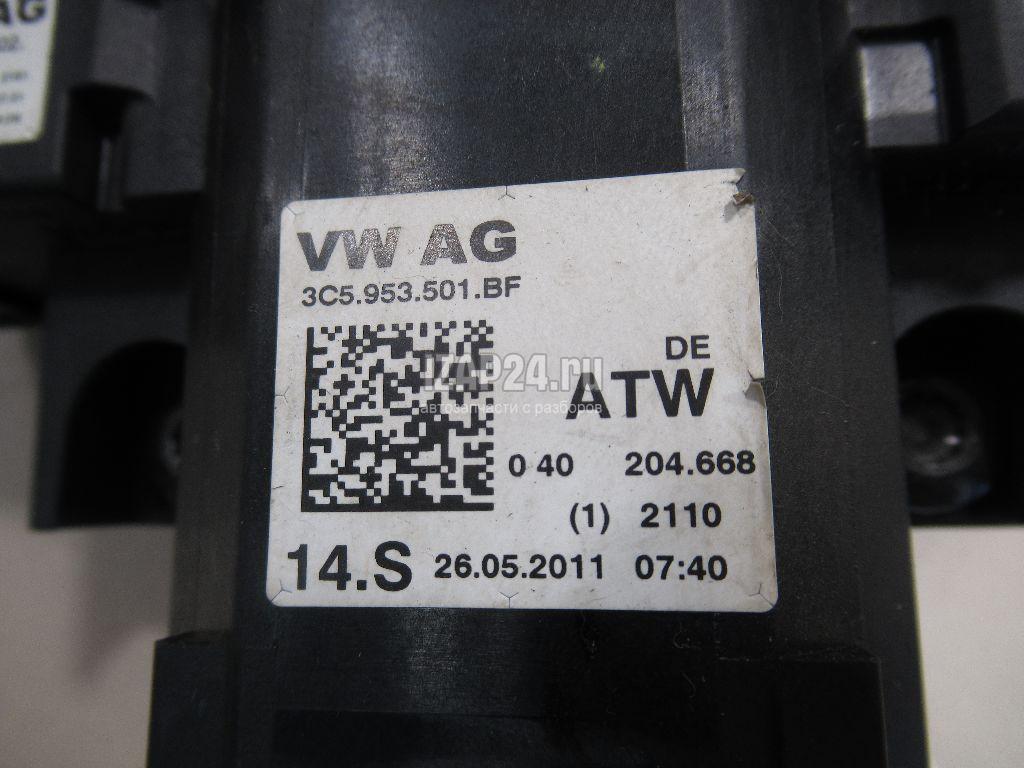 AG
VW AG
3C5.953.501.BF
DE
ATW
IZAP24.ru
автозапчасти с разборов
0 40 204.668
(1) 2110
14.S 26.05.2011 07:40